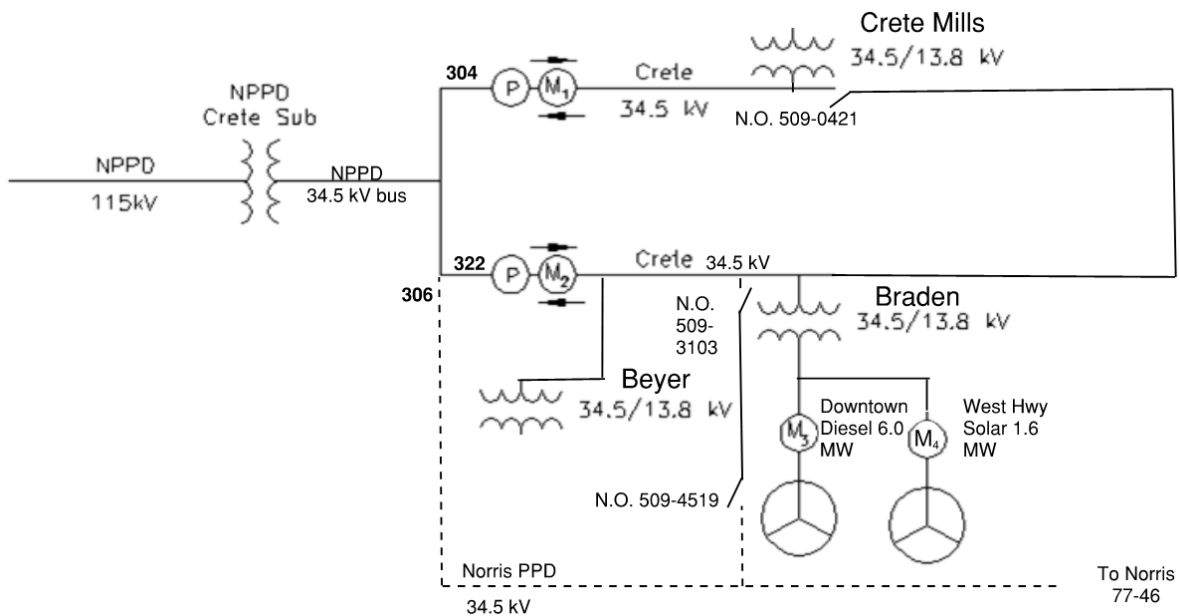 Crete Mills
34.5/13.8 kV
304
P
M1
Crete
34.5 kV
N.O. 509-0421
NPPD
Crete Sub
NPPD
115kV
NPPD
34.5 kV bus
322
P
M2
Crete
34.5 kV
306
N.O.
509-
3103
Braden
34.5/13.8 kV
Beyer
34.5/13.8 kV
Downtown
Diesel 6.0
MW
M3
West Hwy
Solar 1.6
MW
M4
N.O. 509-4519
Norris PPD
34.5 kV
To Norris
77-46